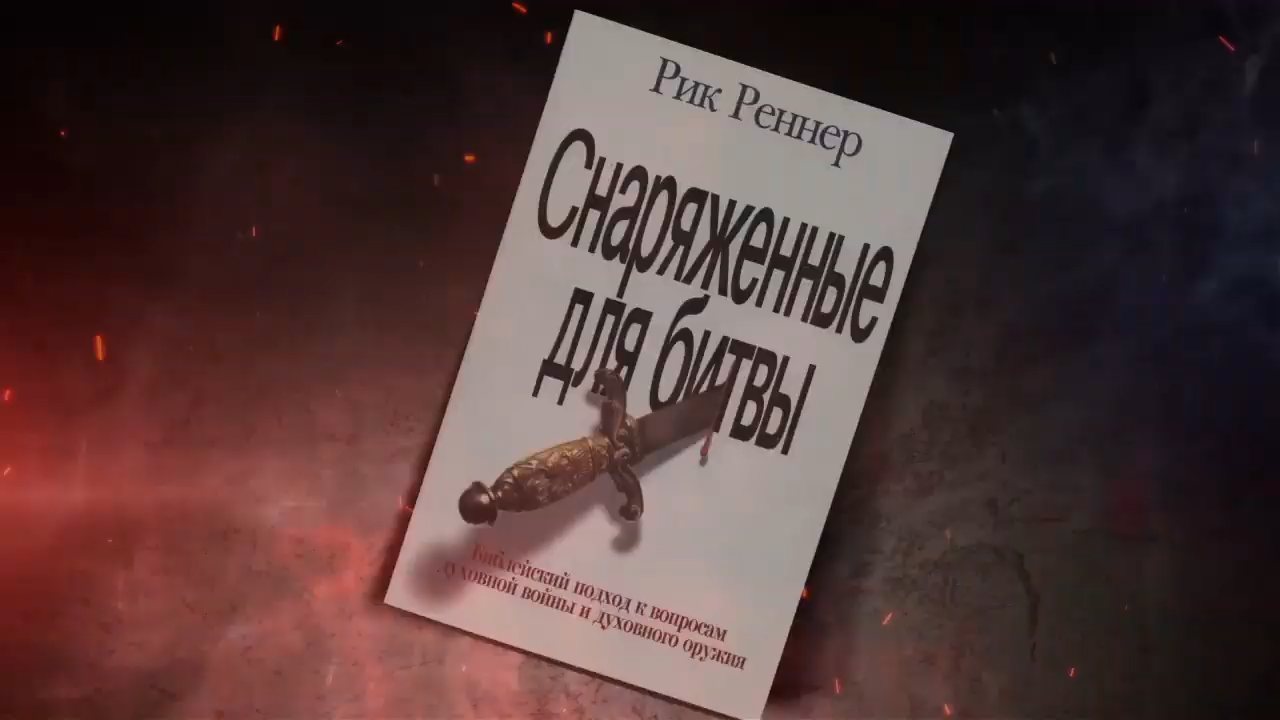 Рик Реннер
Снаряженные
для битвы
Библейский подход к вопросам
духовной войны и духовного оружия